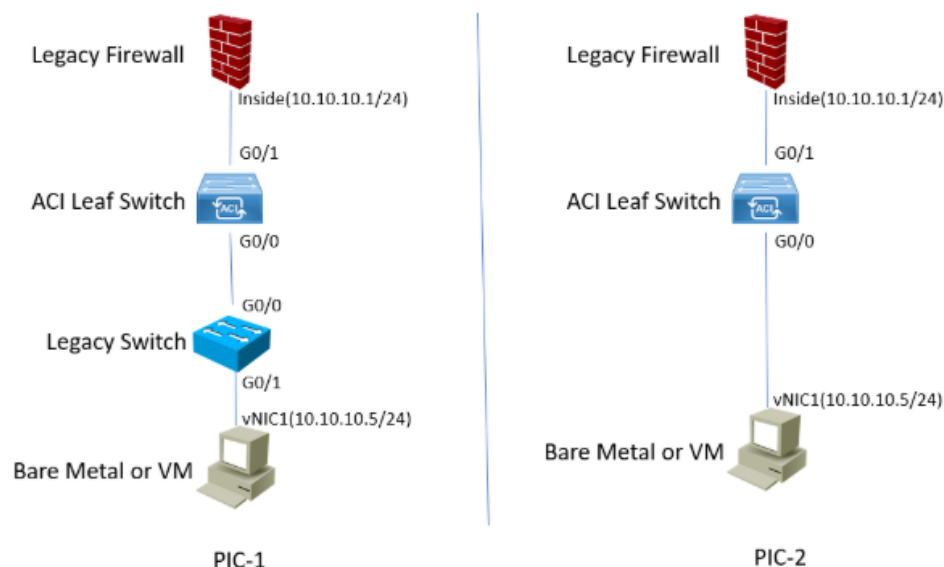 Legacy Firewall
Inside(10.10.10.1/24)
G0/1
ACI Leaf Switch
ACI
G0/0
G0/0
Legacy Switch
G0/1
vNIC1(10.10.10.5/24)
Bare Metal or VM
PIC-1
Legacy Firewall
Inside(10.10.10.1/24)
G0/1
ACI Leaf Switch
ACI
G0/0
vNIC1(10.10.10.5/24)
Bare Metal or VM
PIC-2